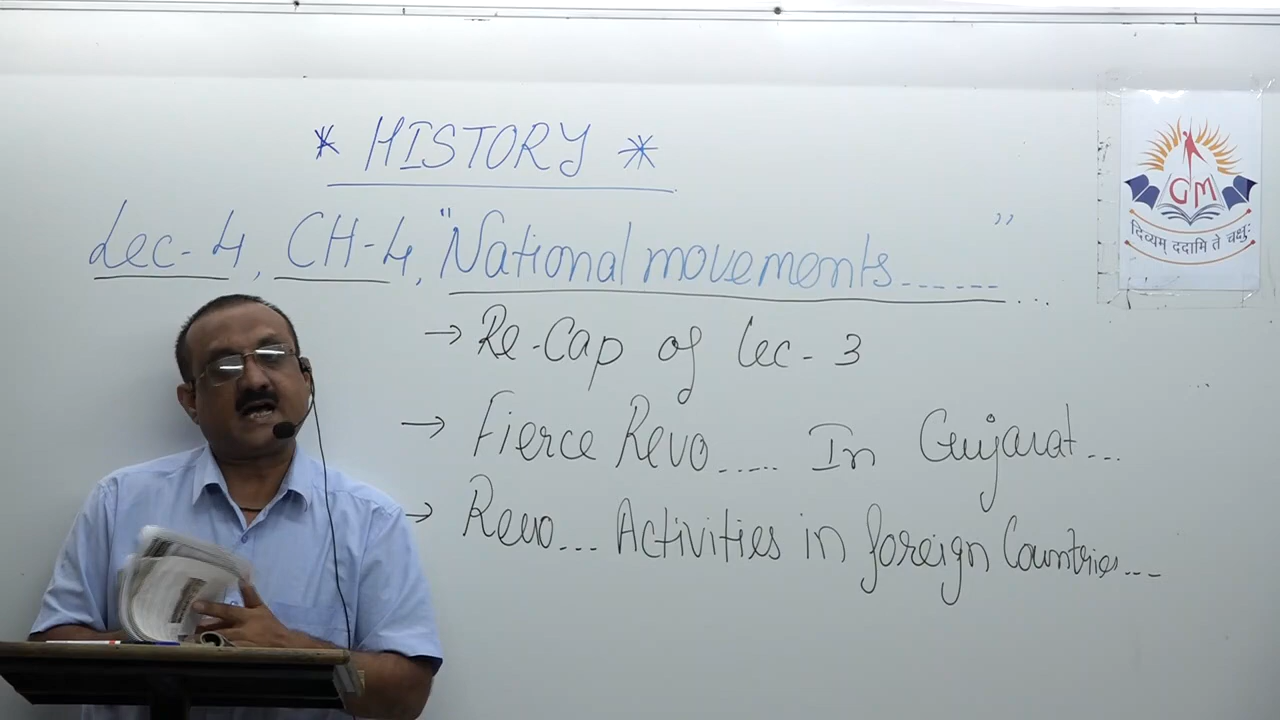 * HISTORY *
Lec-4, CH-4, "National movements......."...
→ Re-Cap of Lec-3
→ Fierce Revo..... In Gujarat...
→ Revo... Activities in foreign Countries...
GM
दिव्यम् ददामि ते चक्षुः